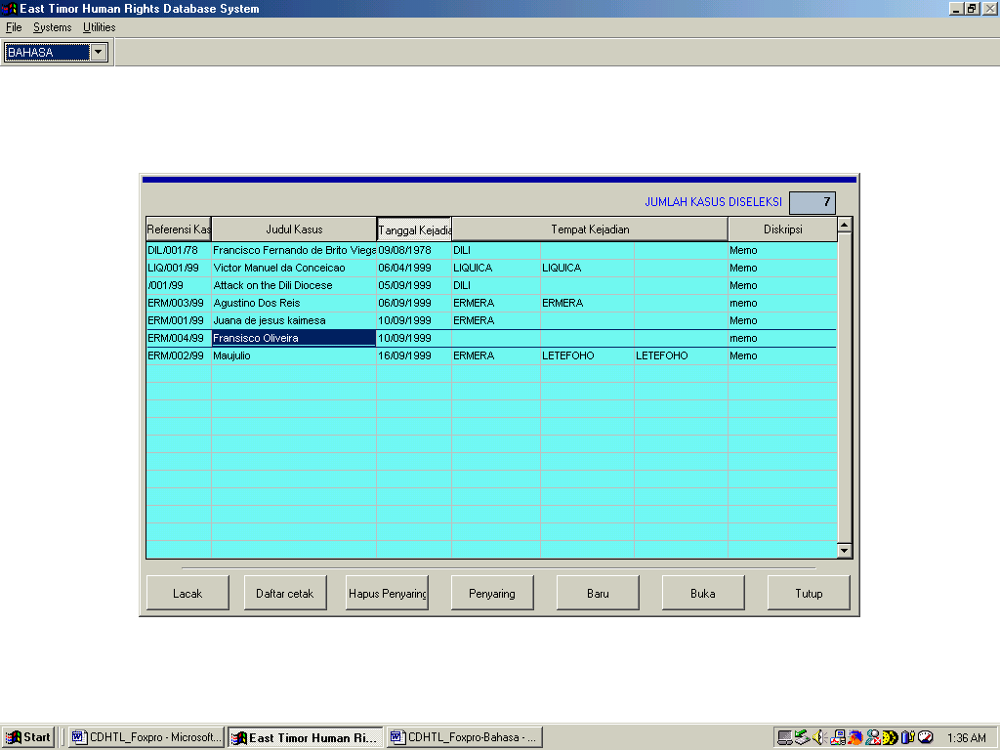 East Timor Human Rights Database System
File Systems Utilities
BAHASA
JUMLAH KASUS DISELEKSI 7
Referensi Kas Judul Kasus Tanggal Kejadia Tempat Kejadian Diskripsi
DIL/001/78 Francisco Fernando de Brito Viega 09/08/1978 DILI Memo
LIQ/001/99 Victor Manuel da Conceicao 06/04/1999 LIQUICA LIQUICA Memo
/001/99 Attack on the Dili Diocese 05/09/1999 DILI Memo
ERM/003/99 Agustino Dos Reis 06/09/1999 ERMERA ERMERA memo
ERM/001/99 Juana de jesus kaimesa 10/09/1999 ERMERA Memo
ERM/004/99 Fransisco Oliveira 10/09/1999 memo
ERM/002/99 Maujulio 16/09/1999 ERMERA LETEFOHO LETEFOHO Memo
Lacak Daftar cetak Hapus Penyaring Penyaring Baru Buka Tutup
Start CDHTL_Foxpro - Microsoft... East Timor Human Ri... CDHTL_Foxpro-Bahasa - ... 1:36 AM